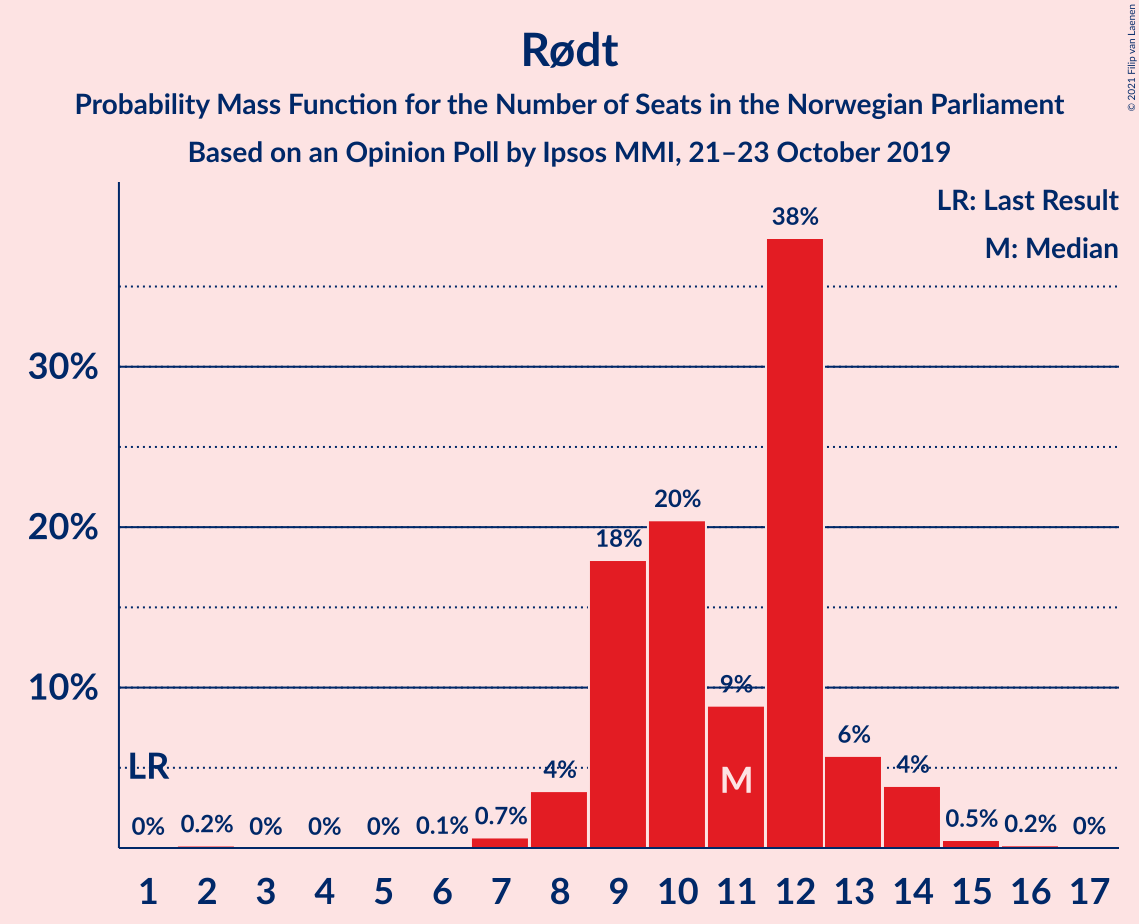 Rødt
Probability Mass Function for the Number of Seats in the Norwegian Parliament
Based on an Opinion Poll by Ipsos MMI, 21–23 October 2019
© 2021 Filip van Laenen
LR: Last Result
M: Median
38%
30%
20%
20%
18%
10%
9%
6%
LR
4%
4%
M
0% 0.2% 0% 0% 0% 0.1% 0.7% 0.5% 0.2% 0%
1 2 3 4 5 6 7 8 9 10 11 12 13 14 15 16 17